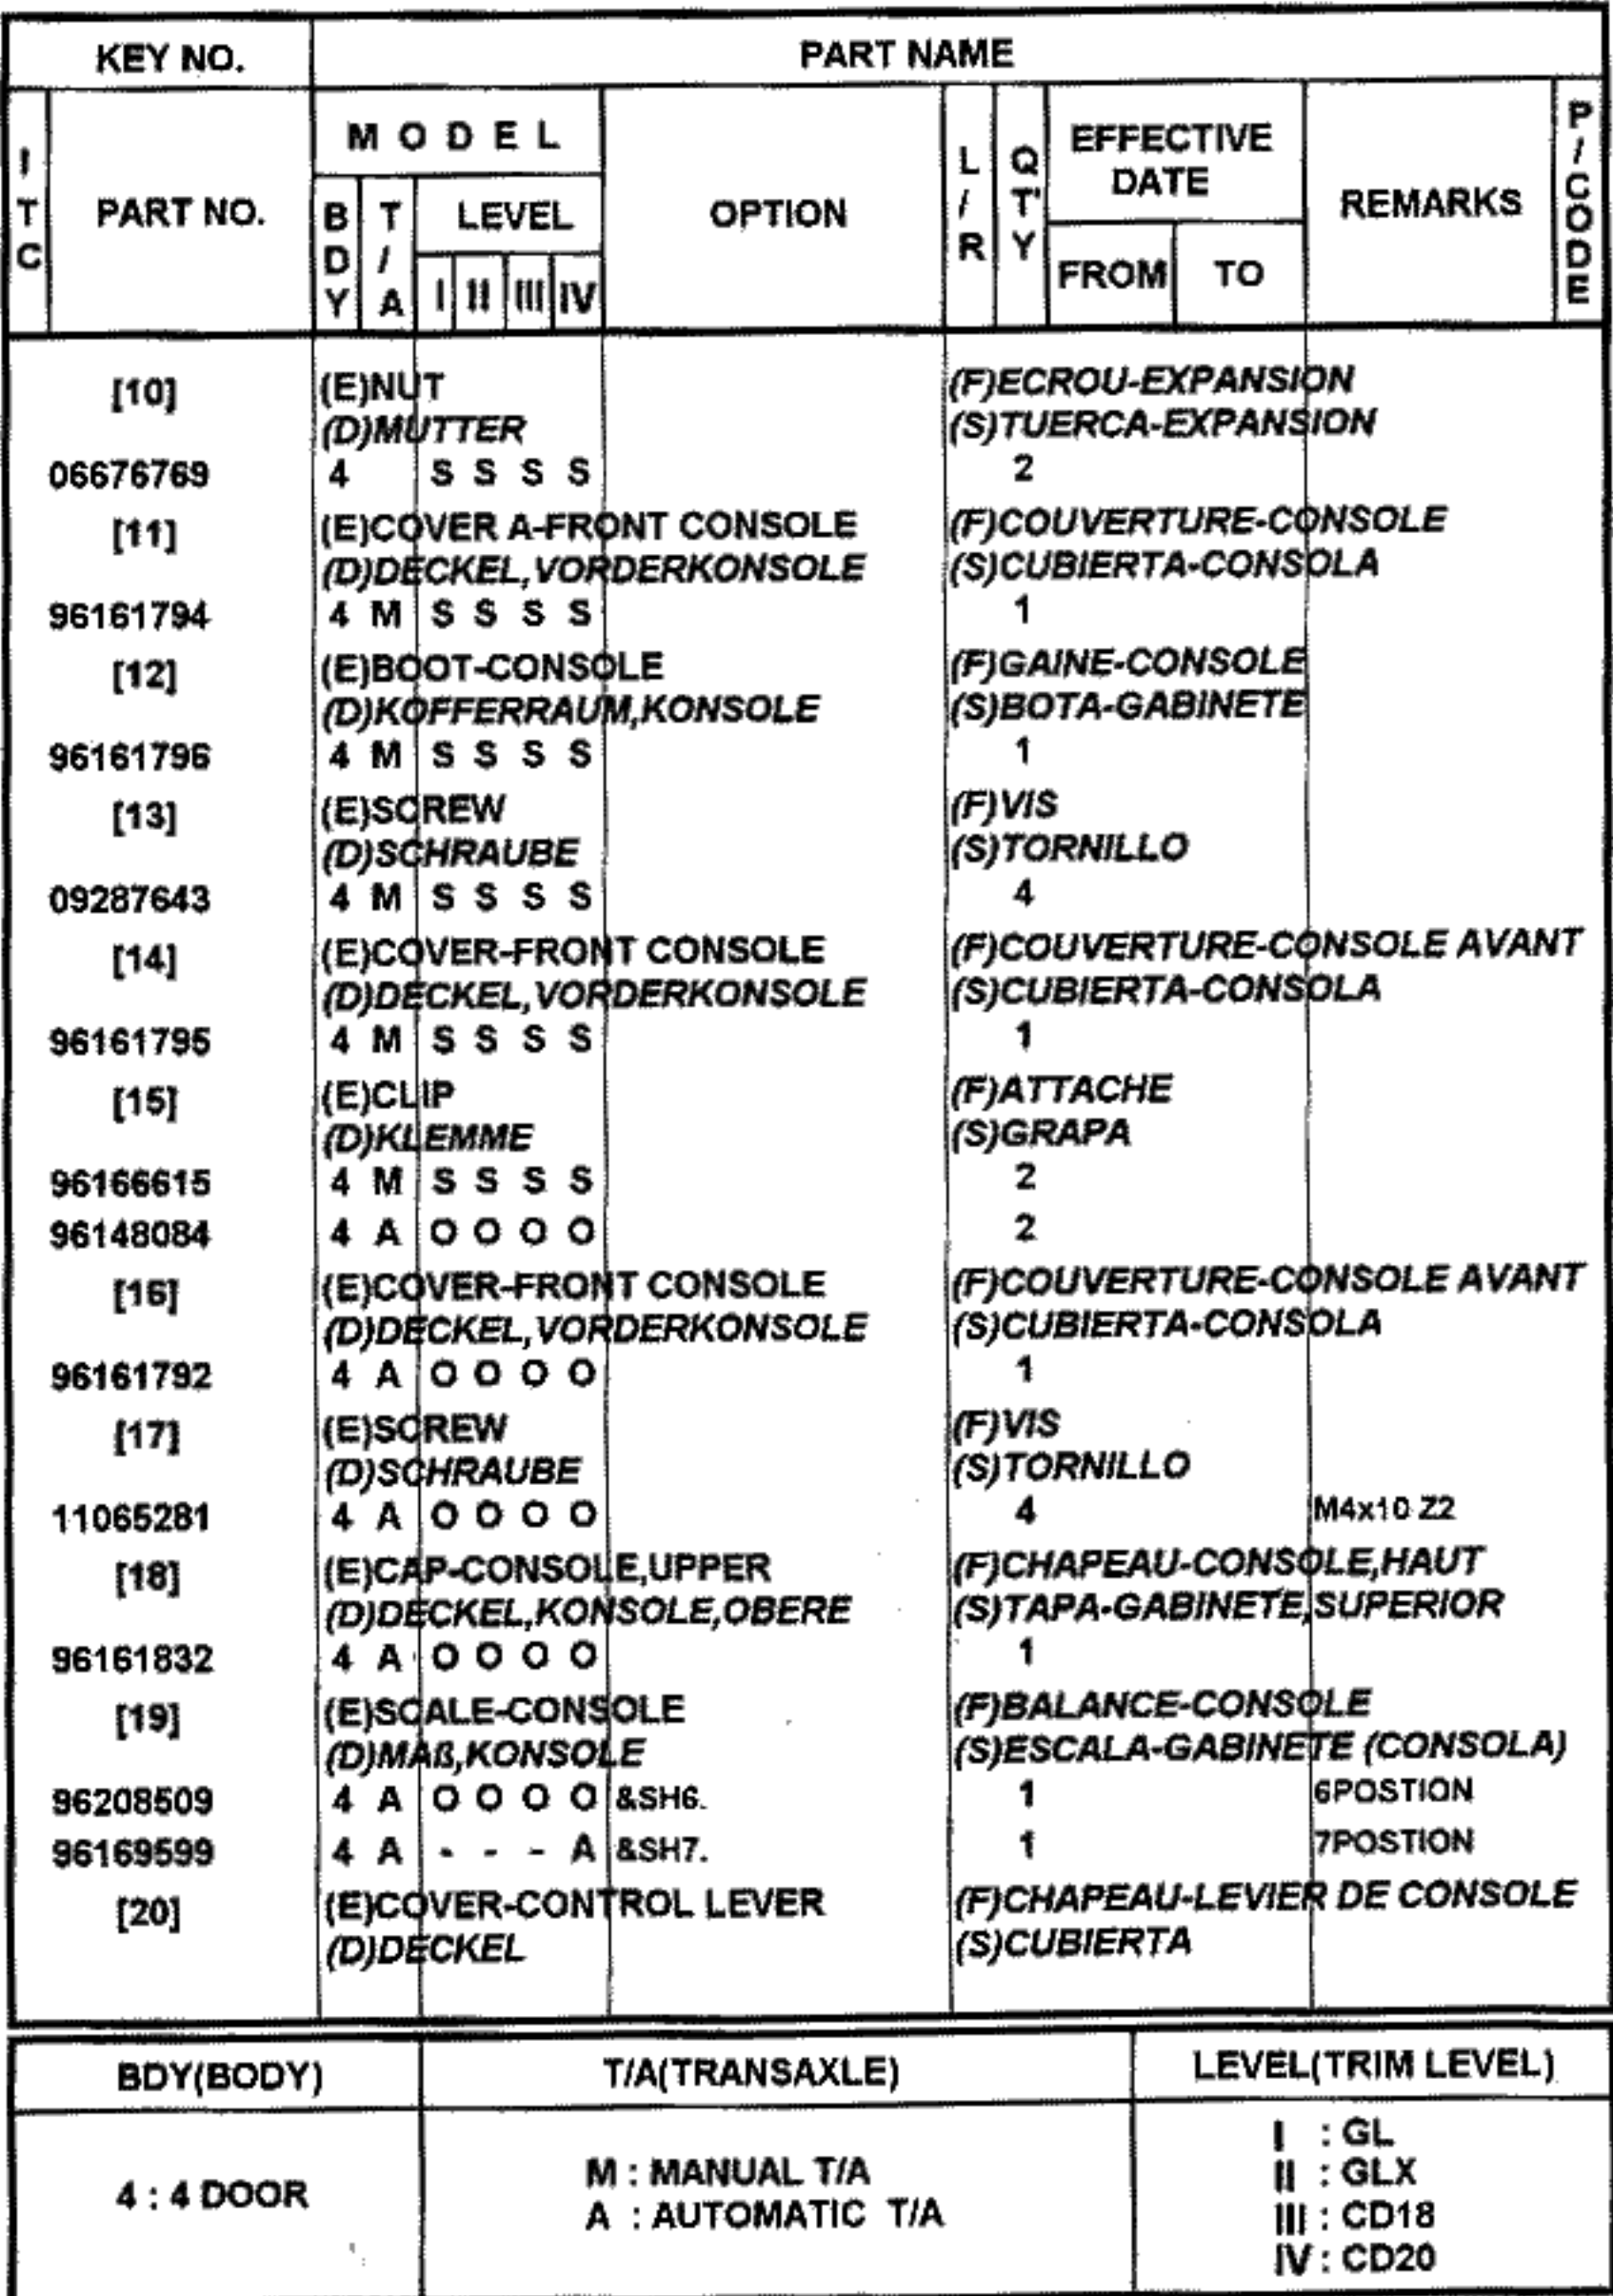 KEY NO. PART NAME
ITC PART NO. MODEL OPTION L/R Q'TY EFFECTIVE DATE REMARKS P/CODE
BDY T/A LEVEL
I II III IV FROM TO
[10] (E)NUT (F)ECROU-EXPANSION
(D)MUTTER (S)TUERCA-EXPANSION
06676769 4 S S S S 2
[11] (E)COVER A-FRONT CONSOLE (F)COUVERTURE-CONSOLE
(D)DECKEL,VORDERKONSOLE (S)CUBIERTA-CONSOLA
96161794 4 M S S S S 1
[12] (E)BOOT-CONSOLE (F)GAINE-CONSOLE
(D)KOFFERRAUM,KONSOLE (S)BOTA-GABINETE
96161796 4 M S S S S 1
[13] (E)SCREW (F)VIS
(D)SCHRAUBE (S)TORNILLO
09287643 4 M S S S S 4
[14] (E)COVER-FRONT CONSOLE (F)COUVERTURE-CONSOLE AVANT
(D)DECKEL,VORDERKONSOLE (S)CUBIERTA-CONSOLA
96161795 4 M S S S S 1
[15] (E)CLIP (F)ATTACHE
(D)KLEMME (S)GRAPA
96166615 4 M S S S S 2
96148084 4 A O O O O 2
[16] (E)COVER-FRONT CONSOLE (F)COUVERTURE-CONSOLE AVANT
(D)DECKEL,VORDERKONSOLE (S)CUBIERTA-CONSOLA
96161792 4 A O O O O 1
[17] (E)SCREW (F)VIS
(D)SCHRAUBE (S)TORNILLO
11065281 4 A O O O O 4 M4x10 Z2
[18] (E)CAP-CONSOLE,UPPER (F)CHAPEAU-CONSOLE,HAUT
(D)DECKEL,KONSOLE,OBERE (S)TAPA-GABINETE,SUPERIOR
96161832 4 A O O O O 1
[19] (E)SCALE-CONSOLE (F)BALANCE-CONSOLE
(D)MAß,KONSOLE (S)ESCALA-GABINETE (CONSOLA)
96208509 4 A O O O O &SH6. 1 6POSTION
96169599 4 A - - - A &SH7. 1 7POSTION
[20] (E)COVER-CONTROL LEVER (F)CHAPEAU-LEVIER DE CONSOLE
(D)DECKEL (S)CUBIERTA
BDY(BODY) T/A(TRANSAXLE) LEVEL(TRIM LEVEL)
4 : 4 DOOR
M : MANUAL T/A
A : AUTOMATIC T/A
I : GL
II : GLX
III : CD18
IV : CD20